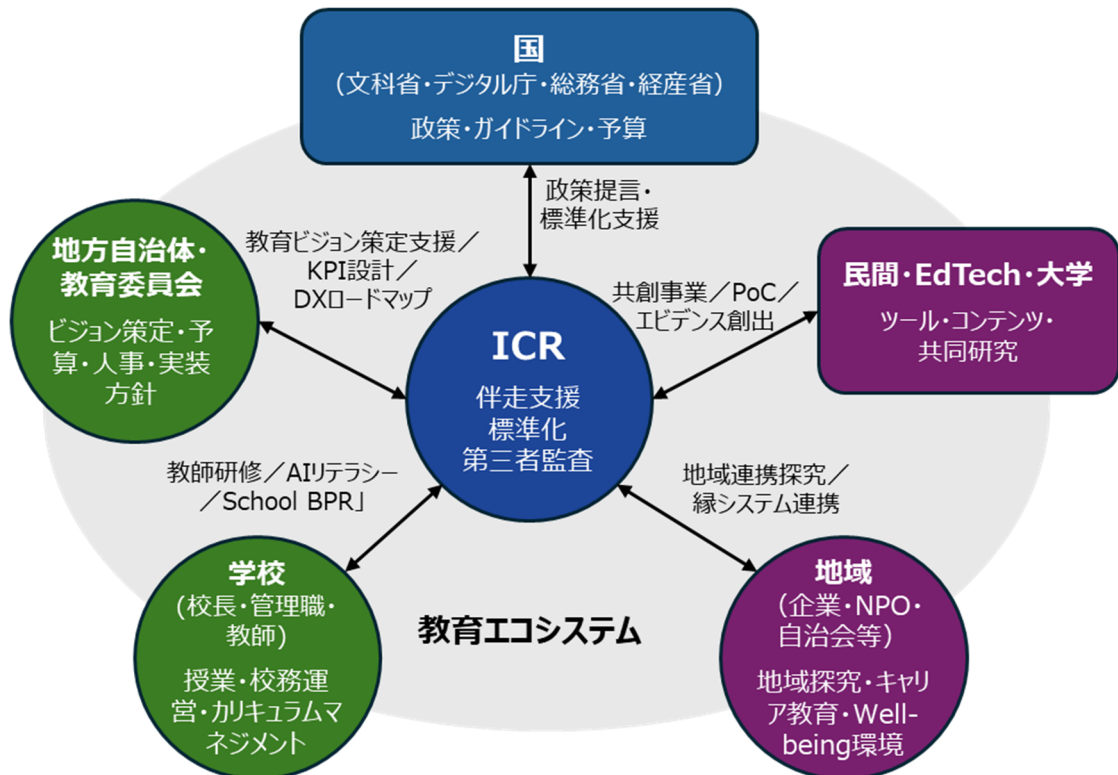 国
（文科省・デジタル庁・総務省・経産省）
政策・ガイドライン・予算
政策提言・
標準化支援
地方自治体・
教育委員会
ビジョン策定・予
算・人事・実装
方針
教育ビジョン策定支援／
KPI設計／
DXロードマップ
共創事業／PoC／
エビデンス創出
民間・EdTech・大学
ツール・コンテンツ・
共同研究
ICR
伴走支援
標準化
第三者監査
教師研修／AIリテラシー
／School BPR」
地域連携探究／
縁システム連携
学校
(校長・管理職・
教師)
授業・校務運
営・カリキュラムマ
ネジメント
教育エコシステム
地域
（企業・NPO・
自治会等）
地域探究・キャリ
ア教育・Well-
being環境